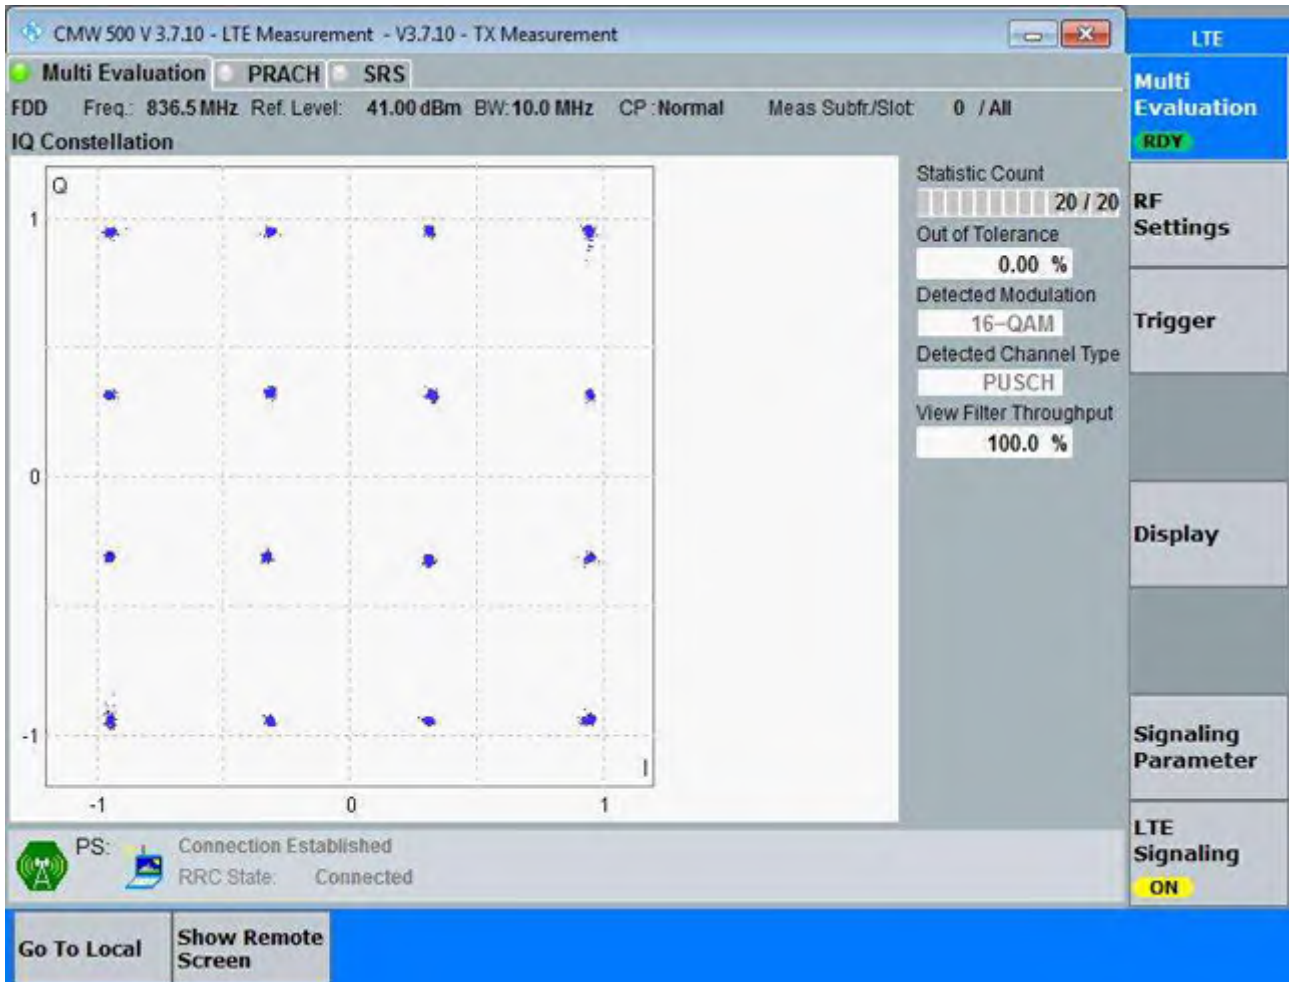 CMW 500 V 3.7.10 - LTE Measurement - V3.7.10 - TX Measurement
LTE
Multi Evaluation PRACH SRS
FDD Freq.: 836.5 MHz Ref. Level: 41.00 dBm BW: 10.0 MHz CP : Normal Meas Subfr./Slot: 0 / All
IQ Constellation
Q
1
0
-1
I
-1 0 1
Statistic Count
20 / 20
Out of Tolerance
0.00 %
Detected Modulation
16-QAM
Detected Channel Type
PUSCH
View Filter Throughput
100.0 %
Multi
Evaluation
RDY
RF
Settings
Trigger
Display
Signaling
Parameter
LTE
Signaling
ON
PS: Connection Established
RRC State: Connected
Go To Local
Show Remote
Screen